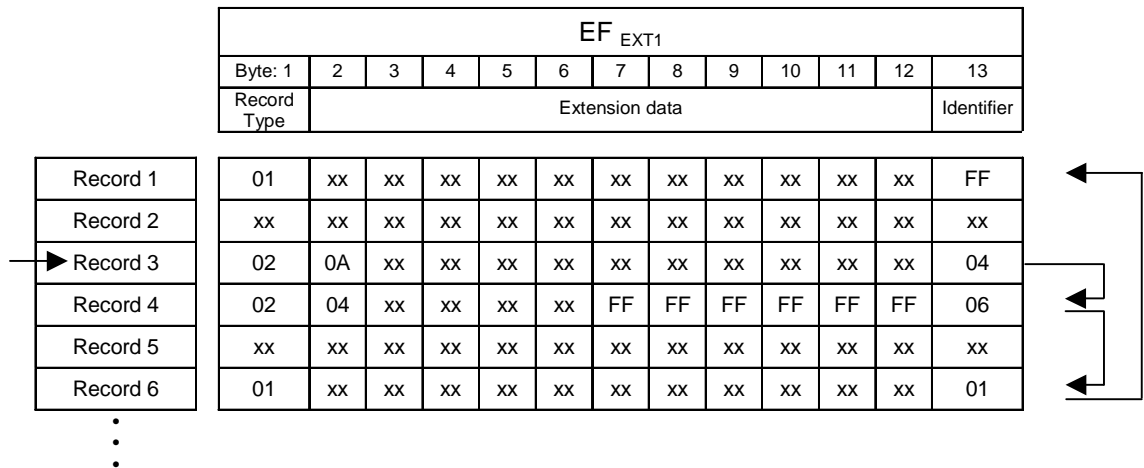 EF EXT1
Byte: 1 2 3 4 5 6 7 8 9 10 11 12 13
Record Type Extension data Identifier
Record 1 01 xx xx xx xx xx xx xx xx xx xx xx FF
Record 2 xx xx xx xx xx xx xx xx xx xx xx xx xx
Record 3 02 0A xx xx xx xx xx xx xx xx xx xx 04
Record 4 02 04 xx xx xx xx FF FF FF FF FF FF 06
Record 5 xx xx xx xx xx xx xx xx xx xx xx xx xx
Record 6 01 xx xx xx xx xx xx xx xx xx xx xx 01